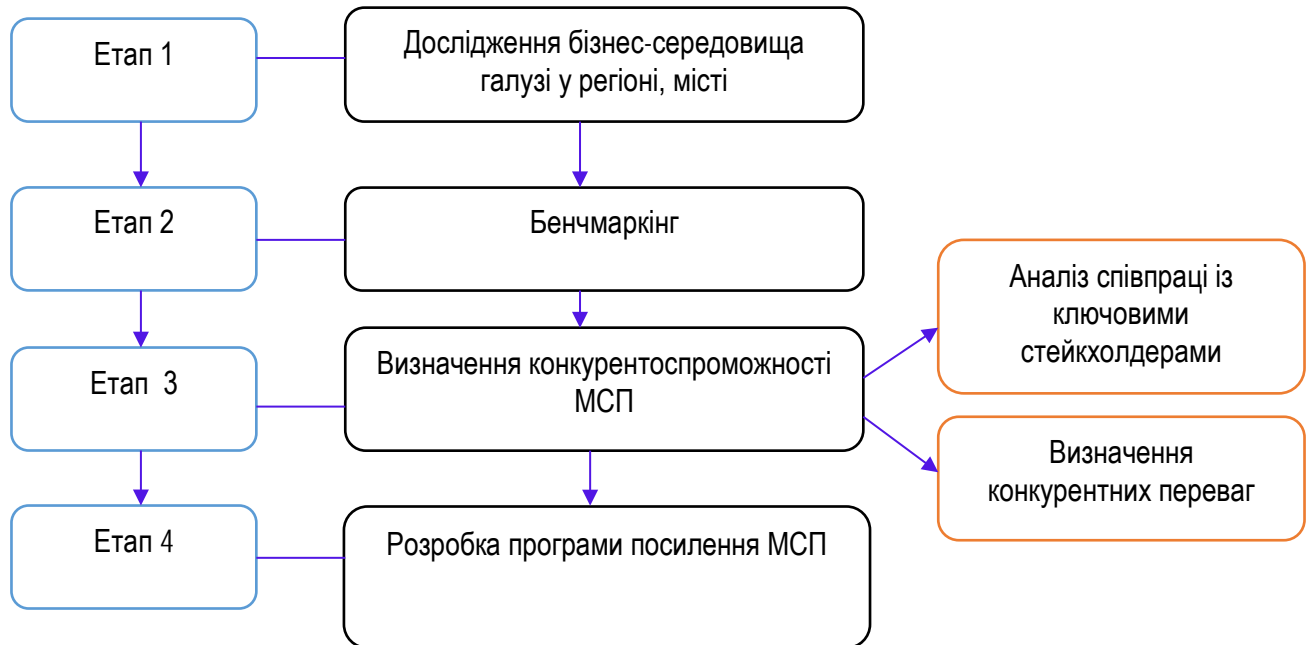 Етап 1
Дослідження бізнес-середовища
галузі у регіоні, місті
Етап 2
Бенчмаркінг
Етап 3
Визначення конкурентоспроможності
МСП
Аналіз співпраці із
ключовими
стейкхолдерами
Визначення
конкурентних переваг
Етап 4
Розробка програми посилення МСП